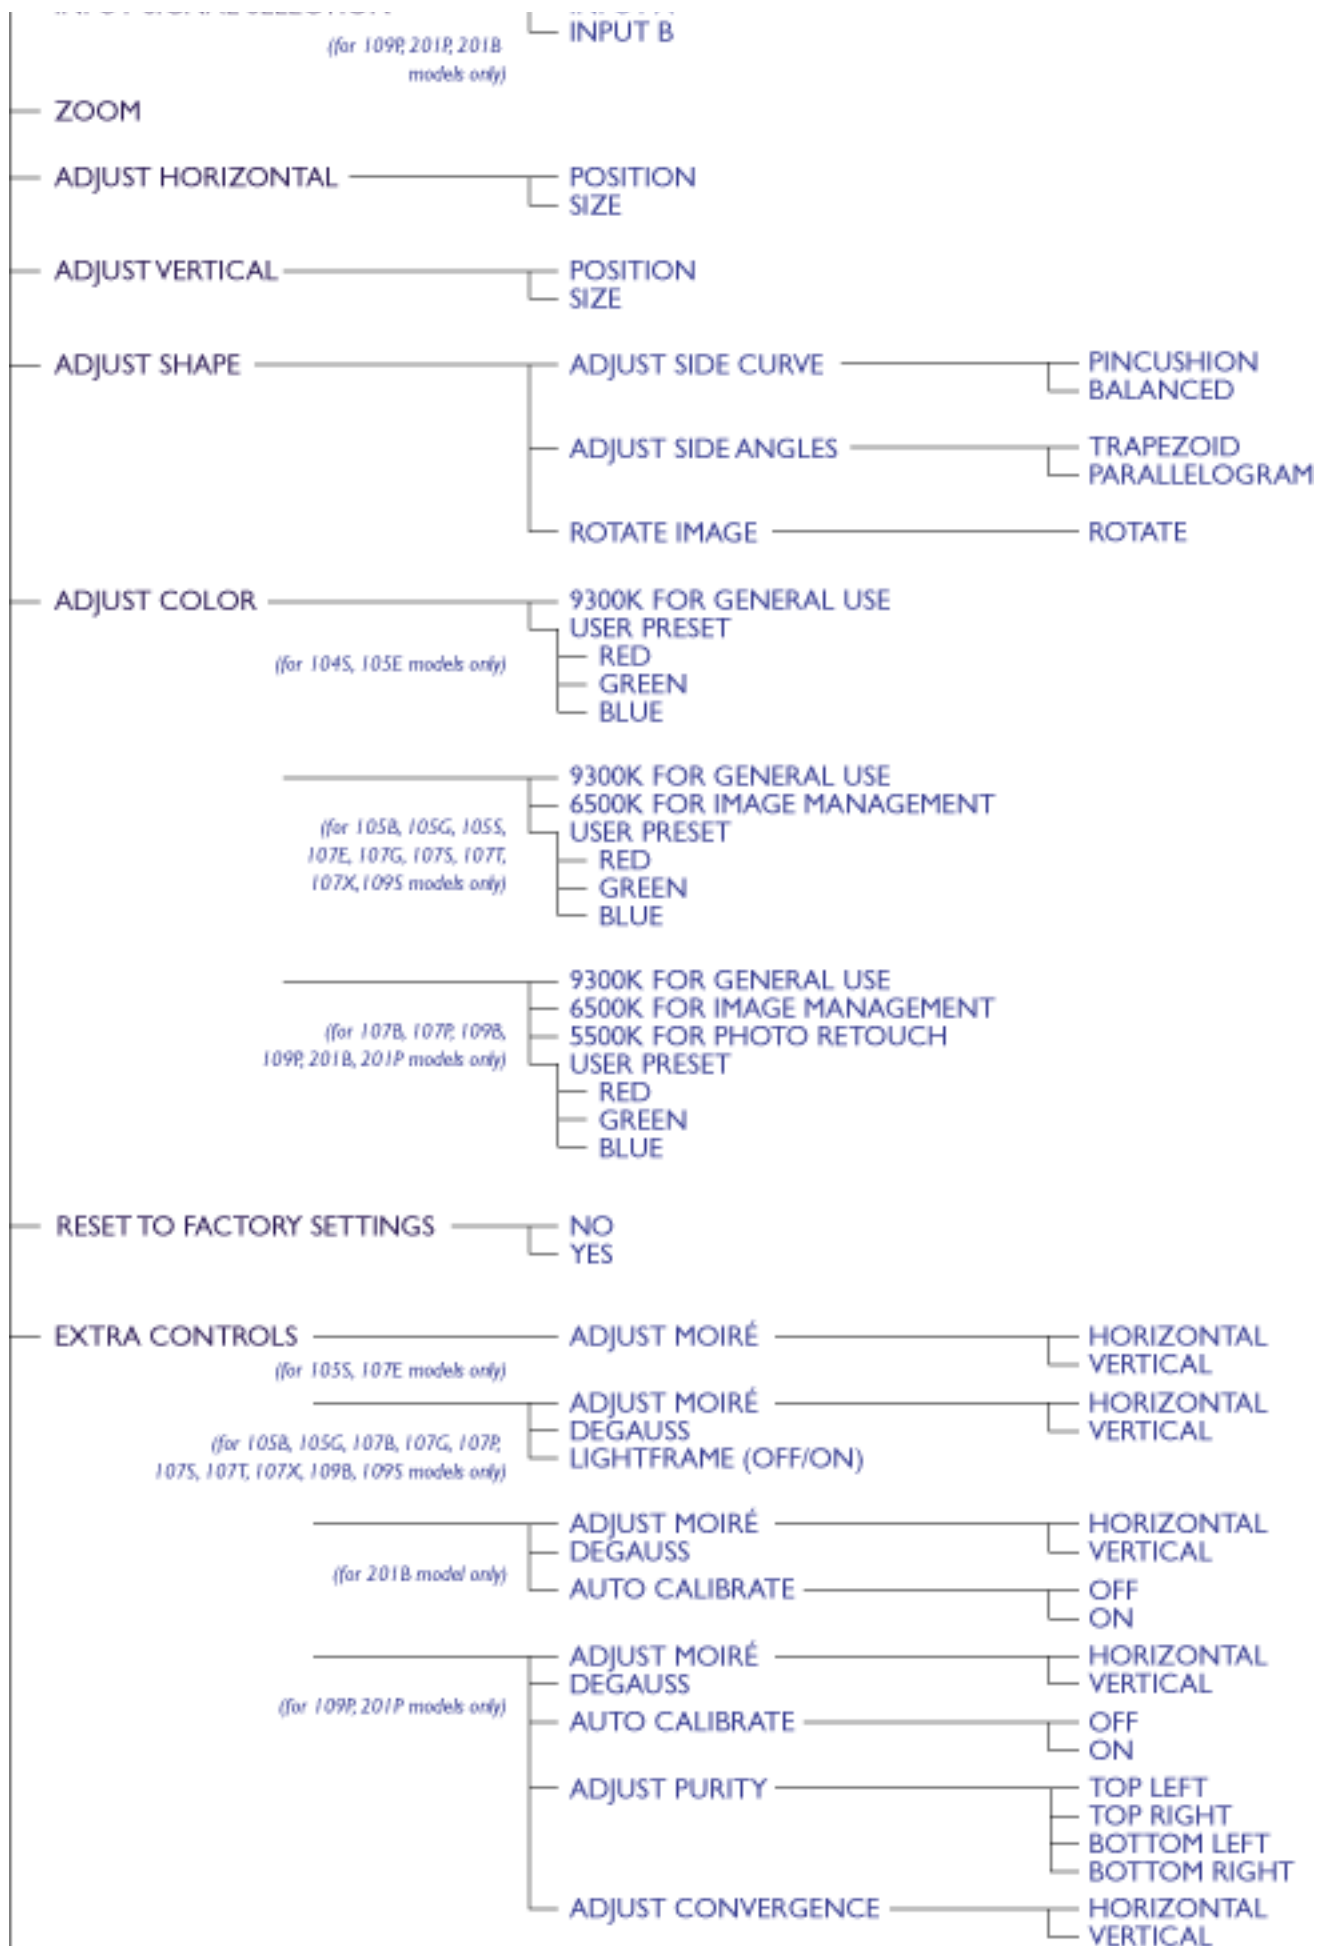 INPUT B
(for 109P, 201P, 201B
models only)
ZOOM
ADJUST HORIZONTAL POSITION
SIZE
ADJUST VERTICAL POSITION
SIZE
ADJUST SHAPE ADJUST SIDE CURVE PINCUSHION
BALANCED
ADJUST SIDE ANGLES TRAPEZOID
PARALLELOGRAM
ROTATE IMAGE ROTATE
ADJUST COLOR 9300K FOR GENERAL USE
USER PRESET
(for 104S, 105E models only) RED
GREEN
BLUE
9300K FOR GENERAL USE
6500K FOR IMAGE MANAGEMENT
(for 105B, 105G, 105S, USER PRESET
107E, 107G, 107S, 107T, RED
107X, 109S models only) GREEN
BLUE
9300K FOR GENERAL USE
6500K FOR IMAGE MANAGEMENT
(for 107B, 107P, 109B, 5500K FOR PHOTO RETOUCH
109P, 201B, 201P models only) USER PRESET
RED
GREEN
BLUE
RESET TO FACTORY SETTINGS NO
YES
EXTRA CONTROLS ADJUST MOIRÉ HORIZONTAL
(for 105S, 107E models only) VERTICAL
ADJUST MOIRÉ HORIZONTAL
(for 105B, 105G, 107B, 107G, 107P, DEGAUSS VERTICAL
107S, 107T, 107X, 109B, 109S models only) LIGHTFRAME (OFF/ON)
ADJUST MOIRÉ HORIZONTAL
DEGAUSS VERTICAL
(for 201B model only) AUTO CALIBRATE OFF
ON
ADJUST MOIRÉ HORIZONTAL
DEGAUSS VERTICAL
(for 109P, 201P models only) AUTO CALIBRATE OFF
ON
ADJUST PURITY TOP LEFT
TOP RIGHT
BOTTOM LEFT
BOTTOM RIGHT
ADJUST CONVERGENCE HORIZONTAL
VERTICAL